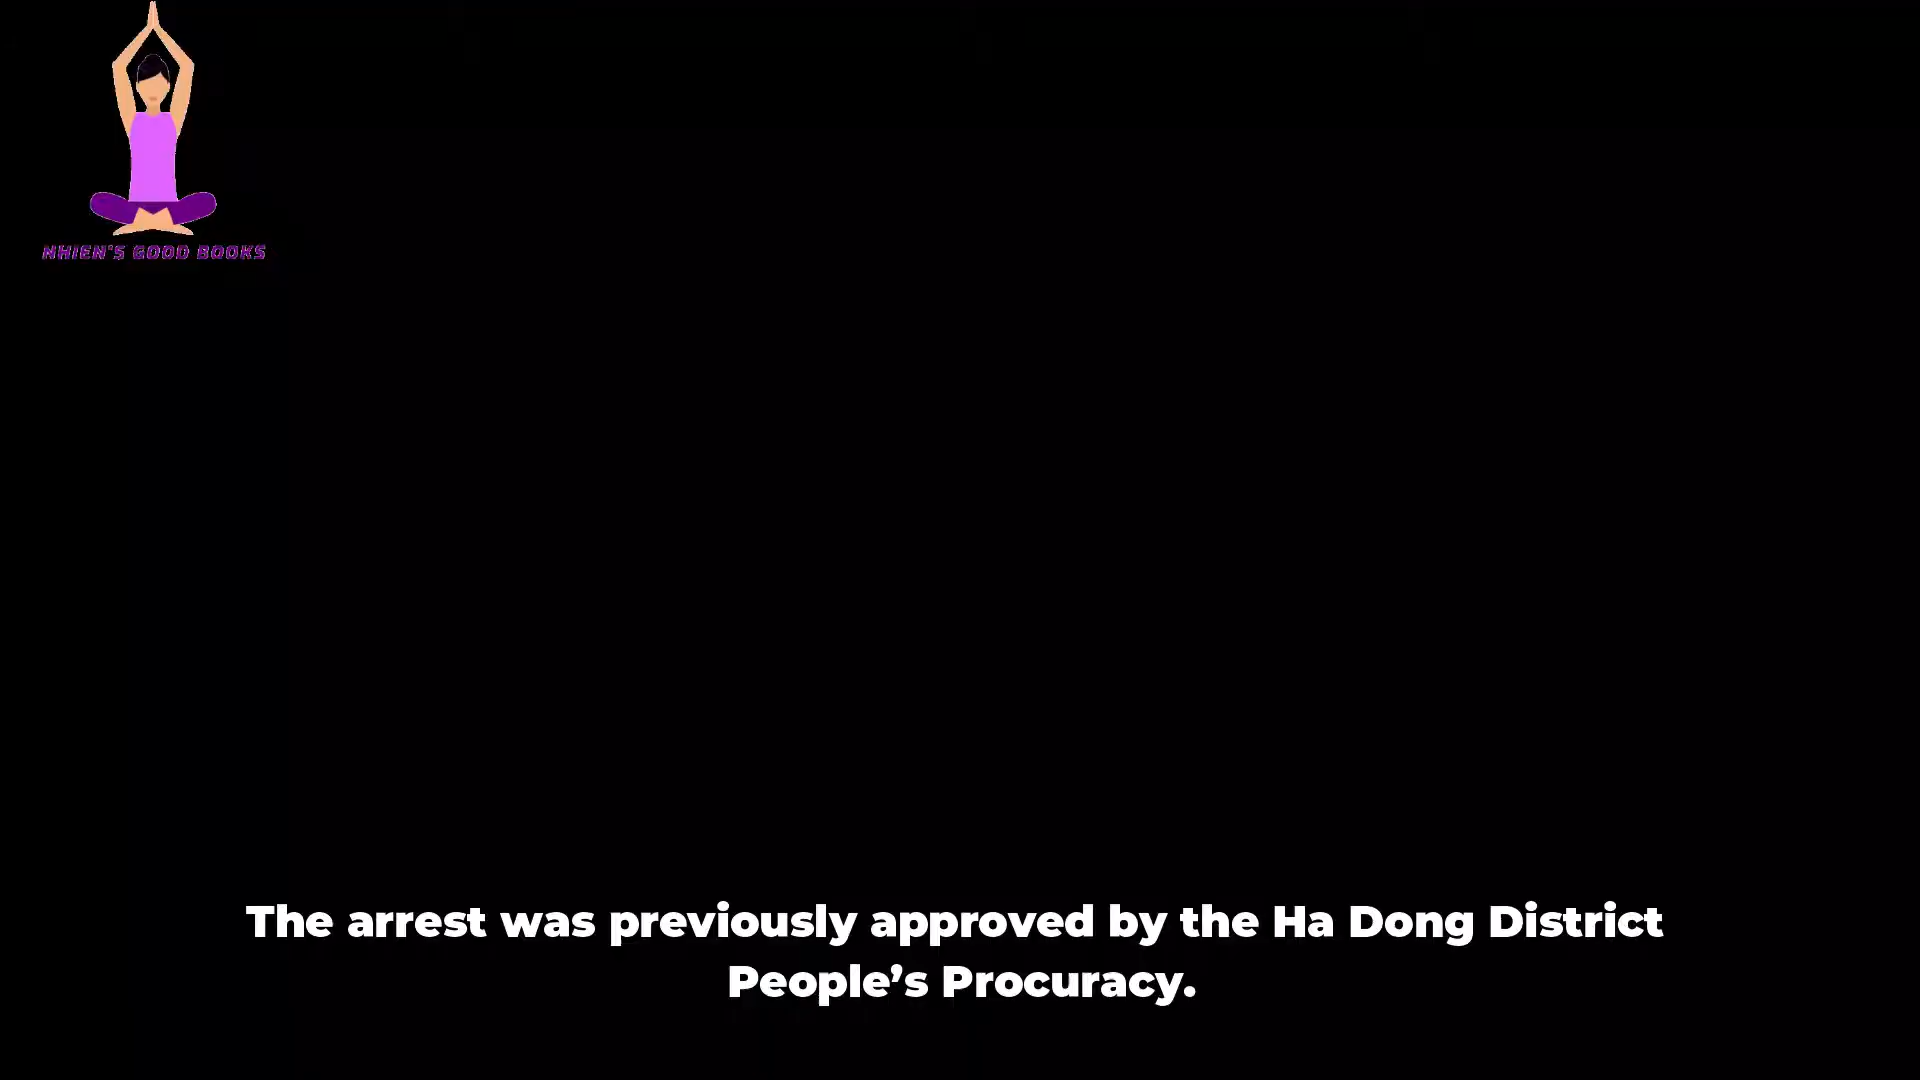 NHIEN'S GOOD BOOKS
The arrest was previously approved by the Ha Dong District
People’s Procuracy.